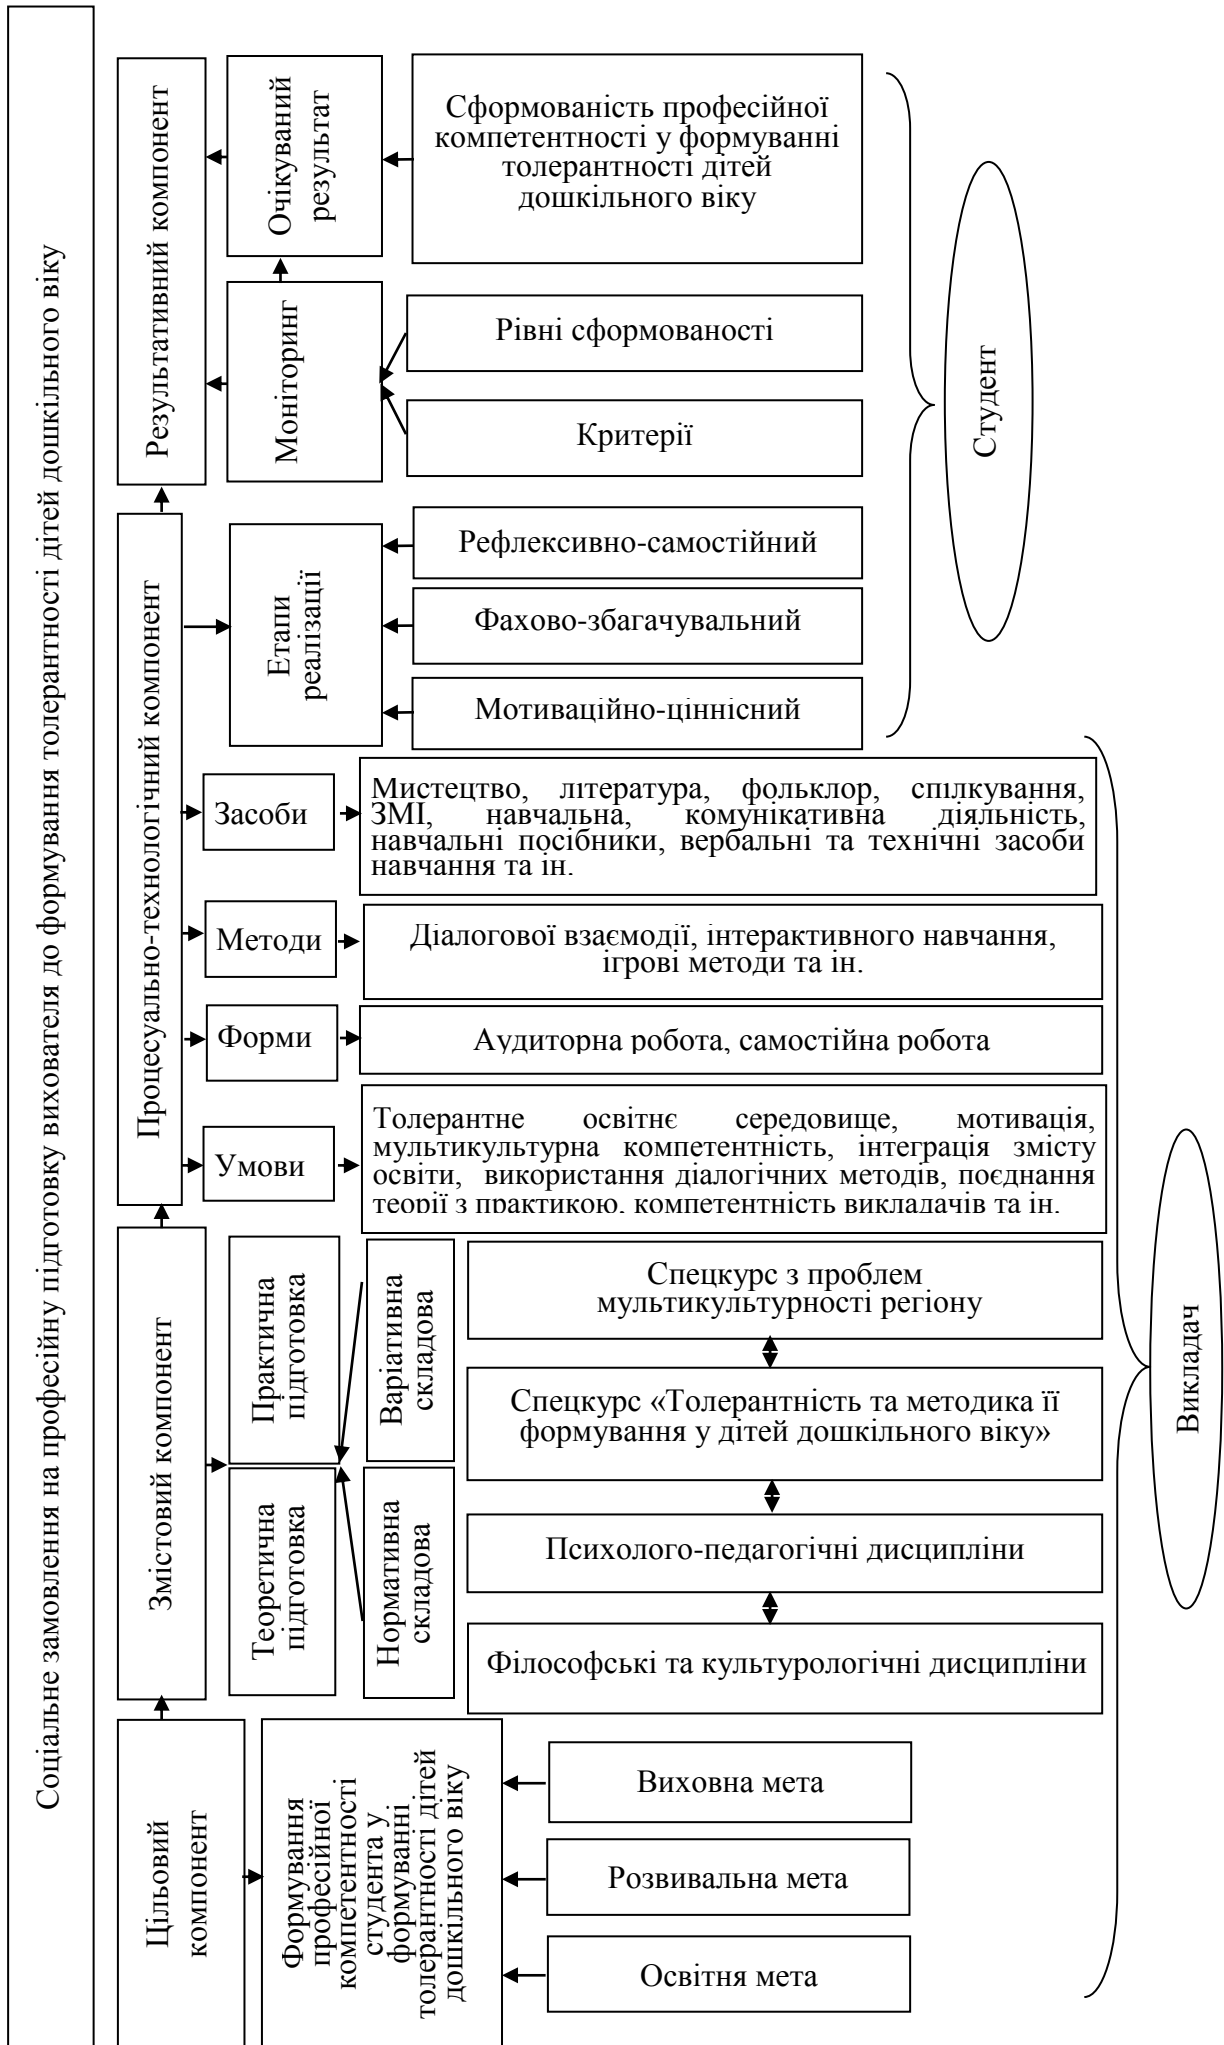 Соціальне замовлення на професійну підготовку вихователя до формування толерантності дітей дошкільного віку
Результативний компонент
Очікуваний
результат
Сформованість професійної
компетентності у формуванні
толерантності дітей
дошкільного віку
Моніторинг
Рівні сформованості
Критерії
Студент
Процесуально-технологічний компонент
Етапи
реалізації
Рефлексивно-самостійний
Фахово-збагачувальний
Мотиваційно-ціннісний
Засоби
Мистецтво, література, фольклор, спілкування,
ЗМІ, навчальна, комунікативна діяльність,
навчальні посібники, вербальні та технічні засоби
навчання та ін.
Методи
Діалогової взаємодії, інтерактивного навчання,
ігрові методи та ін.
Форми
Аудиторна робота, самостійна робота
Умови
Толерантне освітнє середовище, мотивація,
мультикультурна компетентність, інтеграція змісту
освіти, використання діалогічних методів, поєднання
теорії з практикою, компетентність викладачів та ін.
Змістовий компонент
Практична
підготовка
Варіативна
складова
Теоретична
підготовка
Нормативна
складова
Спецкурс з проблем
мультикультурності регіону
Спецкурс «Толерантність та методика її
формування у дітей дошкільного віку»
Психолого-педагогічні дисципліни
Філософські та культурологічні дисципліни
Викладач
Цільовий
компонент
Формування
професійної
компетентності
студента у
формуванні
толерантності дітей
дошкільного віку
Виховна мета
Розвивальна мета
Освітня мета